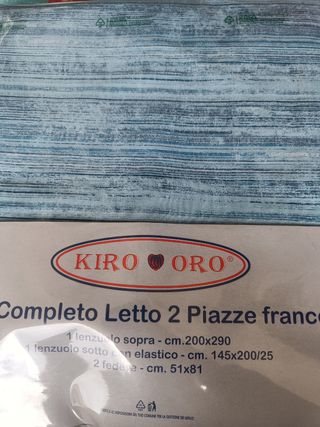 KIRO ORO®
Completo Letto 2 Piazze franc
1 lenzuolo sopra - cm.200x290
1 lenzuolo sotto con elastico - cm. 145x200/25
2 federe - cm. 51x81